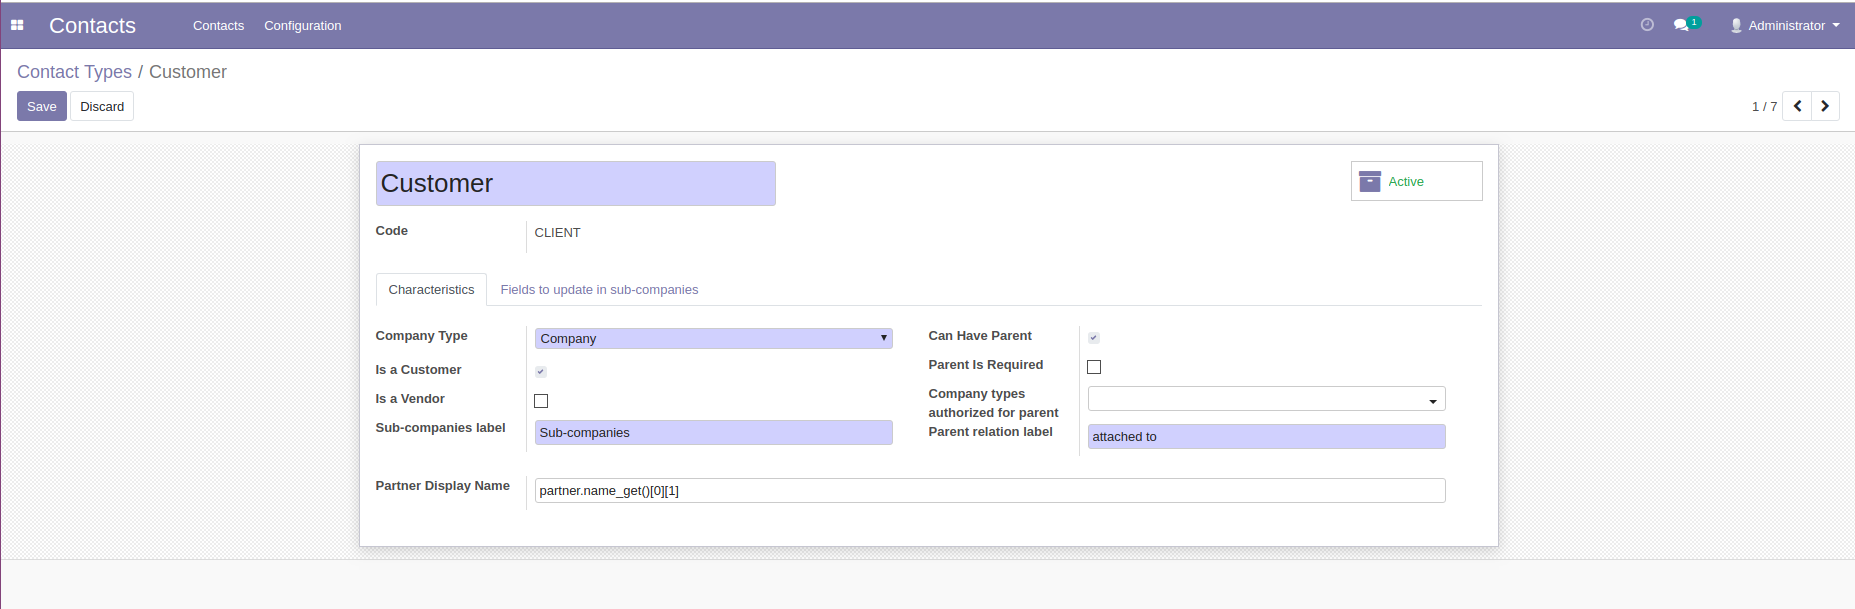 Contacts
Contacts
Configuration
1
Administrator
Contact Types / Customer
Save
Discard
1 / 7
Customer
Active
Code
CLIENT
Characteristics
Fields to update in sub-companies
Company Type
Company
Is a Customer
Is a Vendor
Sub-companies label
Sub-companies
Can Have Parent
Parent Is Required
Company types
authorized for parent
Parent relation label
attached to
Partner Display Name
partner.name_get()[0][1]